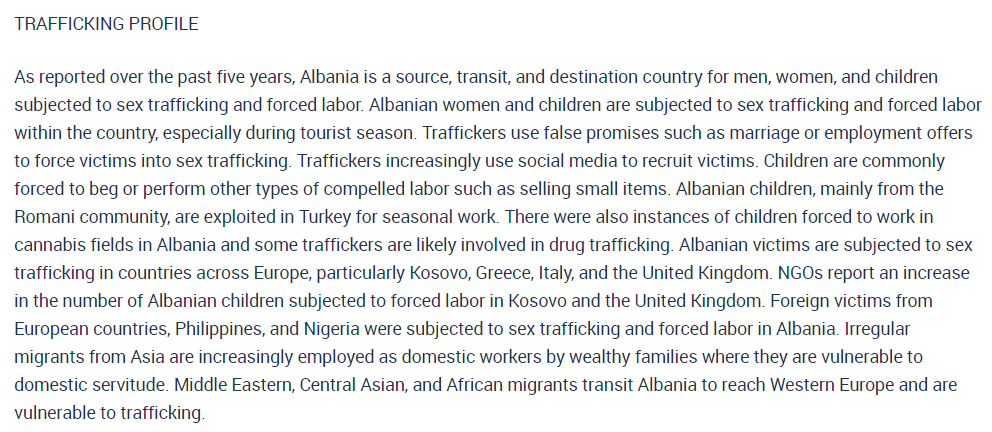 TRAFFICKING PROFILE
As reported over the past five years, Albania is a source, transit, and destination country for men, women, and children
subjected to sex trafficking and forced labor. Albanian women and children are subjected to sex trafficking and forced labor
within the country, especially during tourist season. Traffickers use false promises such as marriage or employment offers
to force victims into sex trafficking. Traffickers increasingly use social media to recruit victims. Children are commonly
forced to beg or perform other types of compelled labor such as selling small items. Albanian children, mainly from the
Romani community, are exploited in Turkey for seasonal work. There were also instances of children forced to work in
cannabis fields in Albania and some traffickers are likely involved in drug trafficking. Albanian victims are subjected to sex
trafficking in countries across Europe, particularly Kosovo, Greece, Italy, and the United Kingdom. NGOs report an increase
in the number of Albanian children subjected to forced labor in Kosovo and the United Kingdom. Foreign victims from
European countries, Philippines, and Nigeria were subjected to sex trafficking and forced labor in Albania. Irregular
migrants from Asia are increasingly employed as domestic workers by wealthy families where they are vulnerable to
domestic servitude. Middle Eastern, Central Asian, and African migrants transit Albania to reach Western Europe and are
vulnerable to trafficking.